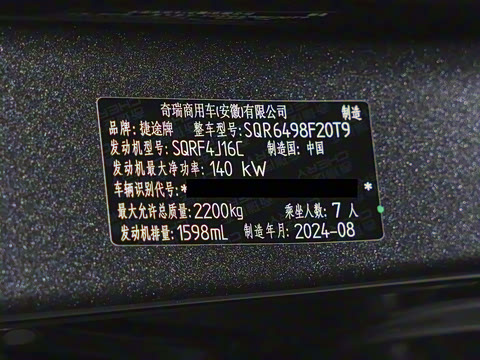 奇瑞商用车(安徽)有限公司 制造
品牌: 捷途牌 整车型号: SQR6498F20T9
发动机型号: SQRF4J16C 制造国: 中国
发动机最大净功率: 140 kW
车辆识别代号: * *
最大允许总质量: 2200kg 乘坐人数: 7 人
发动机排量: 1598mL 制造年月: 2024-08